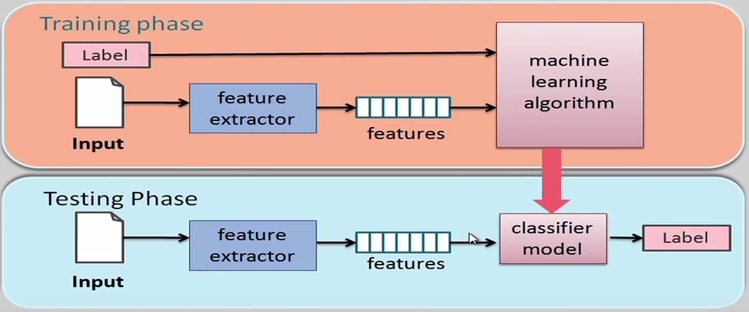 Training phase
Label
machine
learning
algorithm
feature
extractor
features
Input
Testing Phase
feature
extractor
features
classifier
model
Label
Input